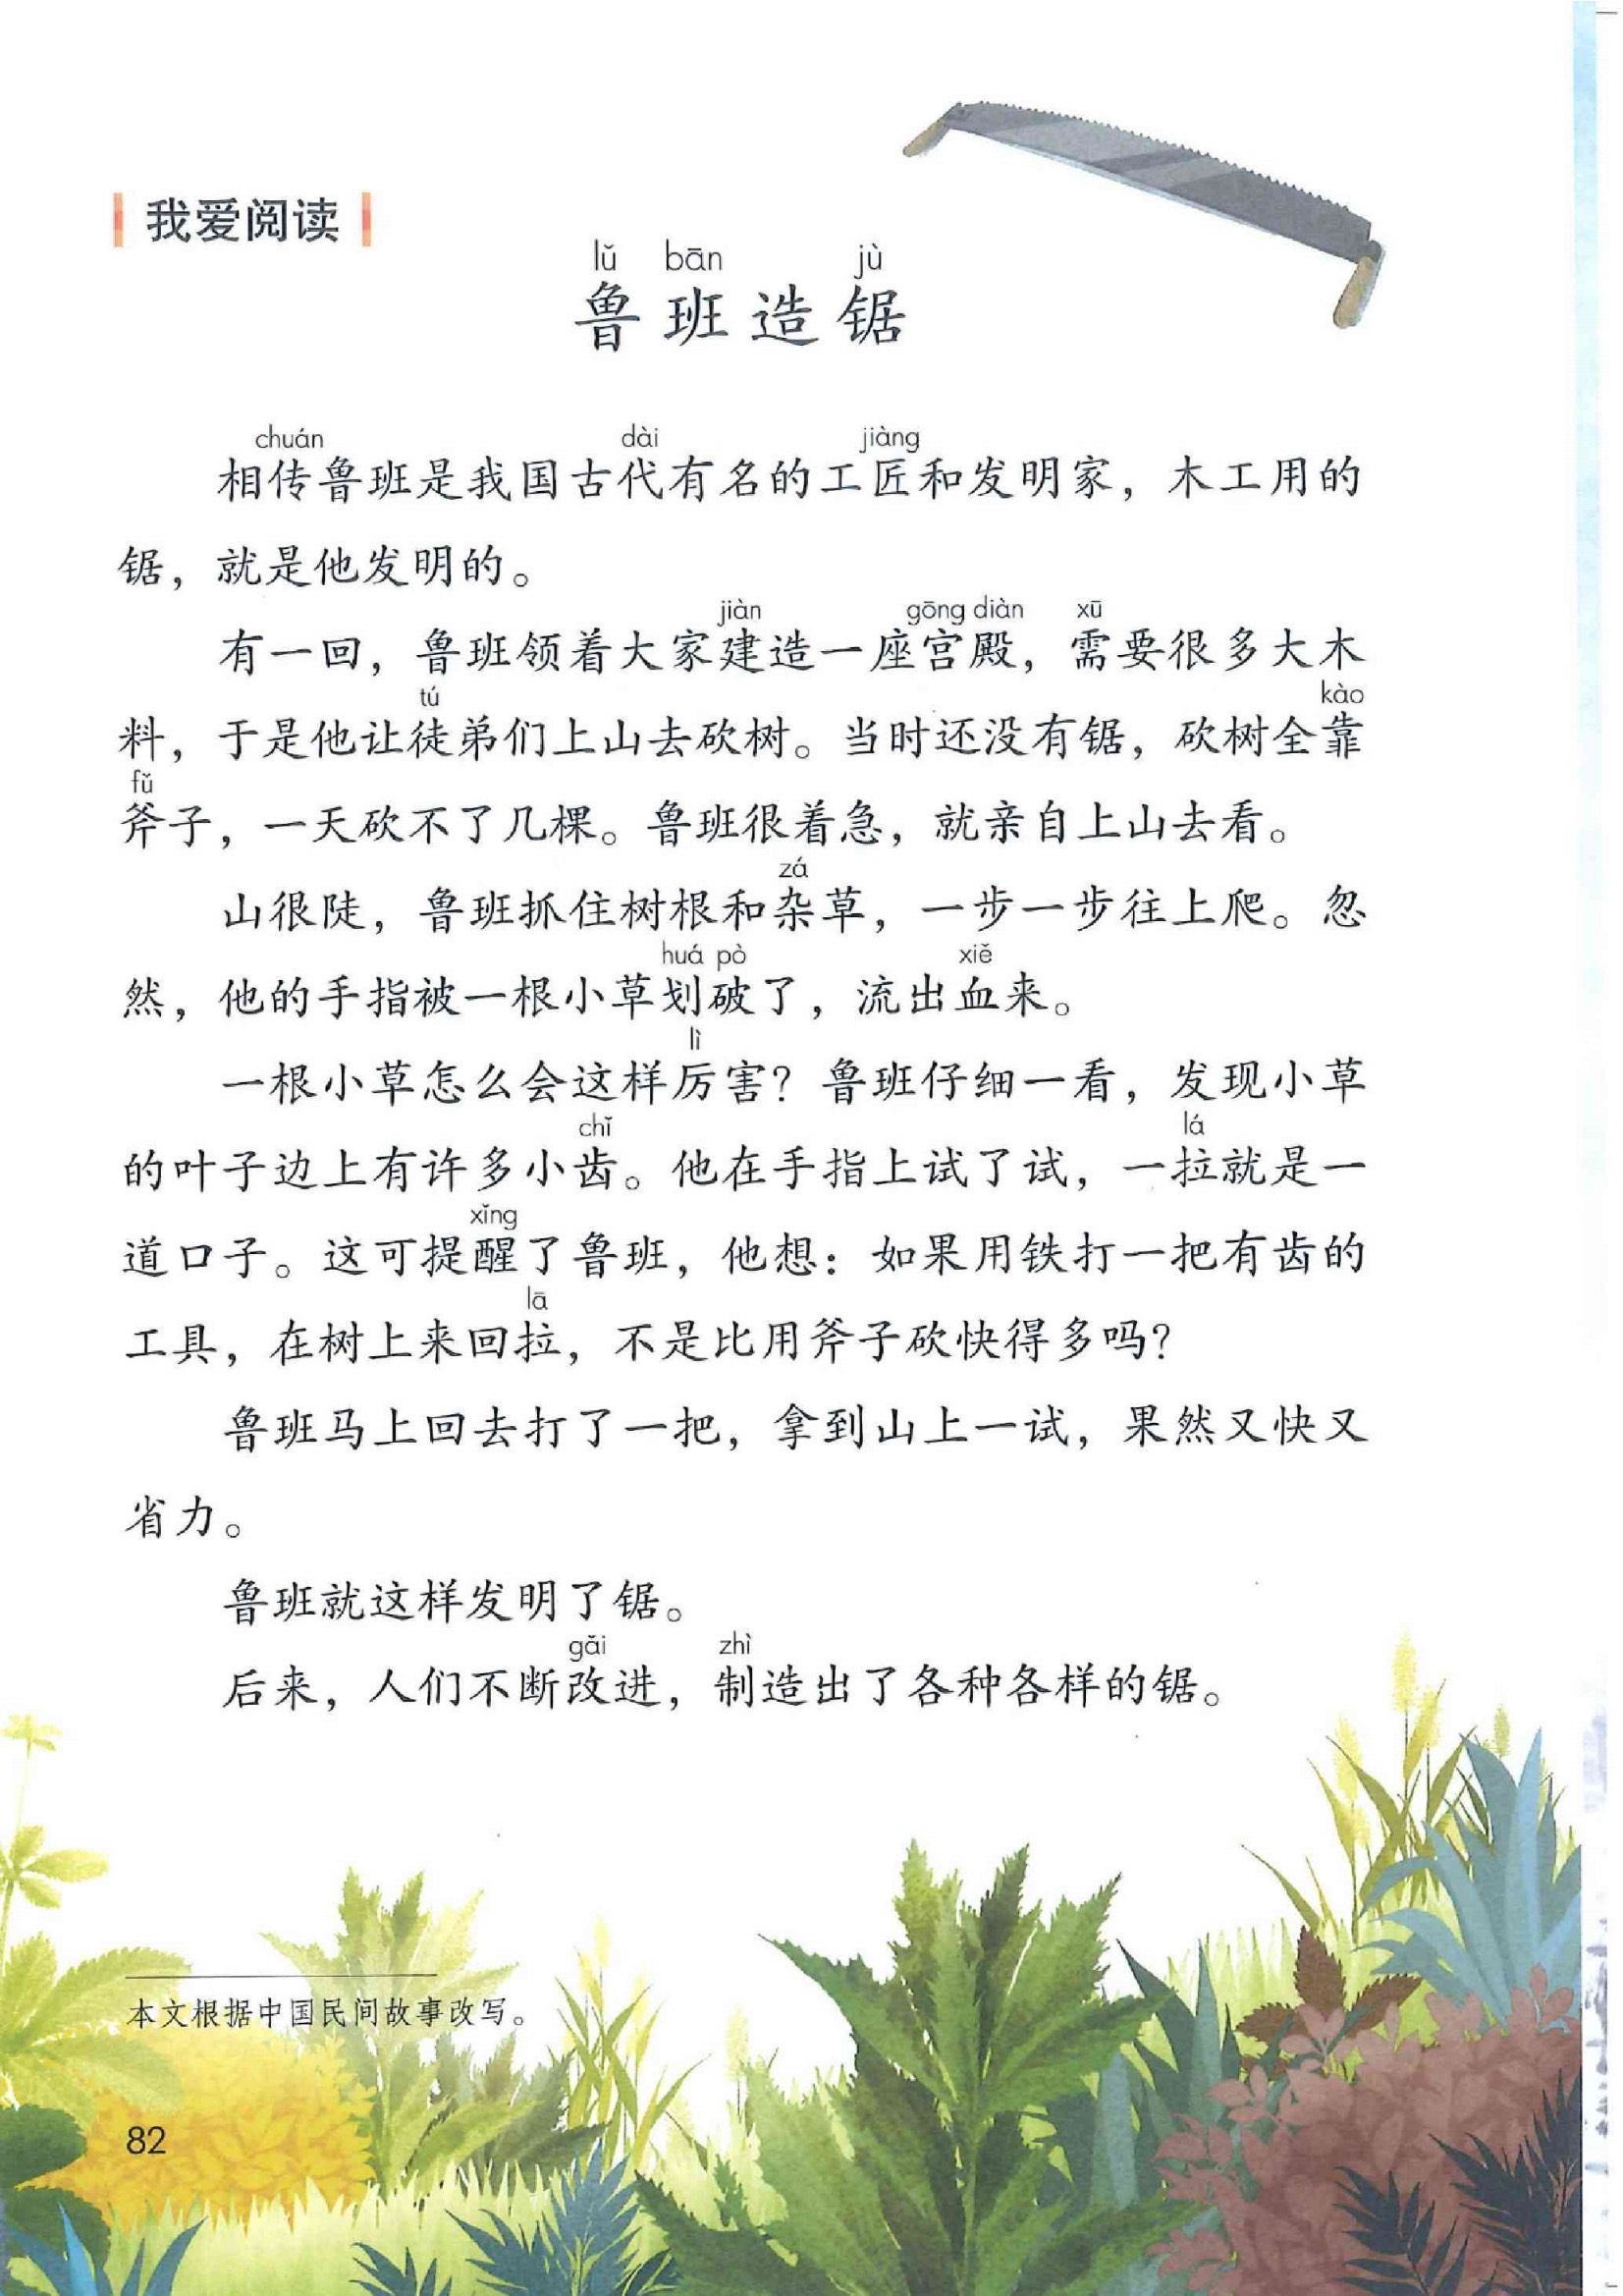 我爱阅读
lǔ bān jù
鲁班造锯
chuán dài jiàng
相传鲁班是我国古代有名的工匠和发明家，木工用的
锯，就是他发明的。
jiàn gōng diàn xū
有一回，鲁班领着大家建造一座宫殿，需要很多大木
tú kào
料，于是他让徒弟们上山去砍树。当时还没有锯，砍树全靠
fǔ
斧子，一天砍不了几棵。鲁班很着急，就亲自上山去看。
zá
山很陡，鲁班抓住树根和杂草，一步一步往上爬。忽
huá pò xiě
然，他的手指被一根小草划破了，流出血来。
lì
一根小草怎么会这样厉害？鲁班仔细一看，发现小草
chǐ lá
的叶子边上有许多小齿。他在手指上试了试，一拉就是一
xǐng
道口子。这可提醒了鲁班，他想：如果用铁打一把有齿的
lā
工具，在树上来回拉，不是比用斧子砍快得多吗？
鲁班马上回去打了一把，拿到山上一试，果然又快又
省力。
鲁班就这样发明了锯。
gǎi zhì
后来，人们不断改进，制造出了各种各样的锯。
本文根据中国民间故事改写。
82